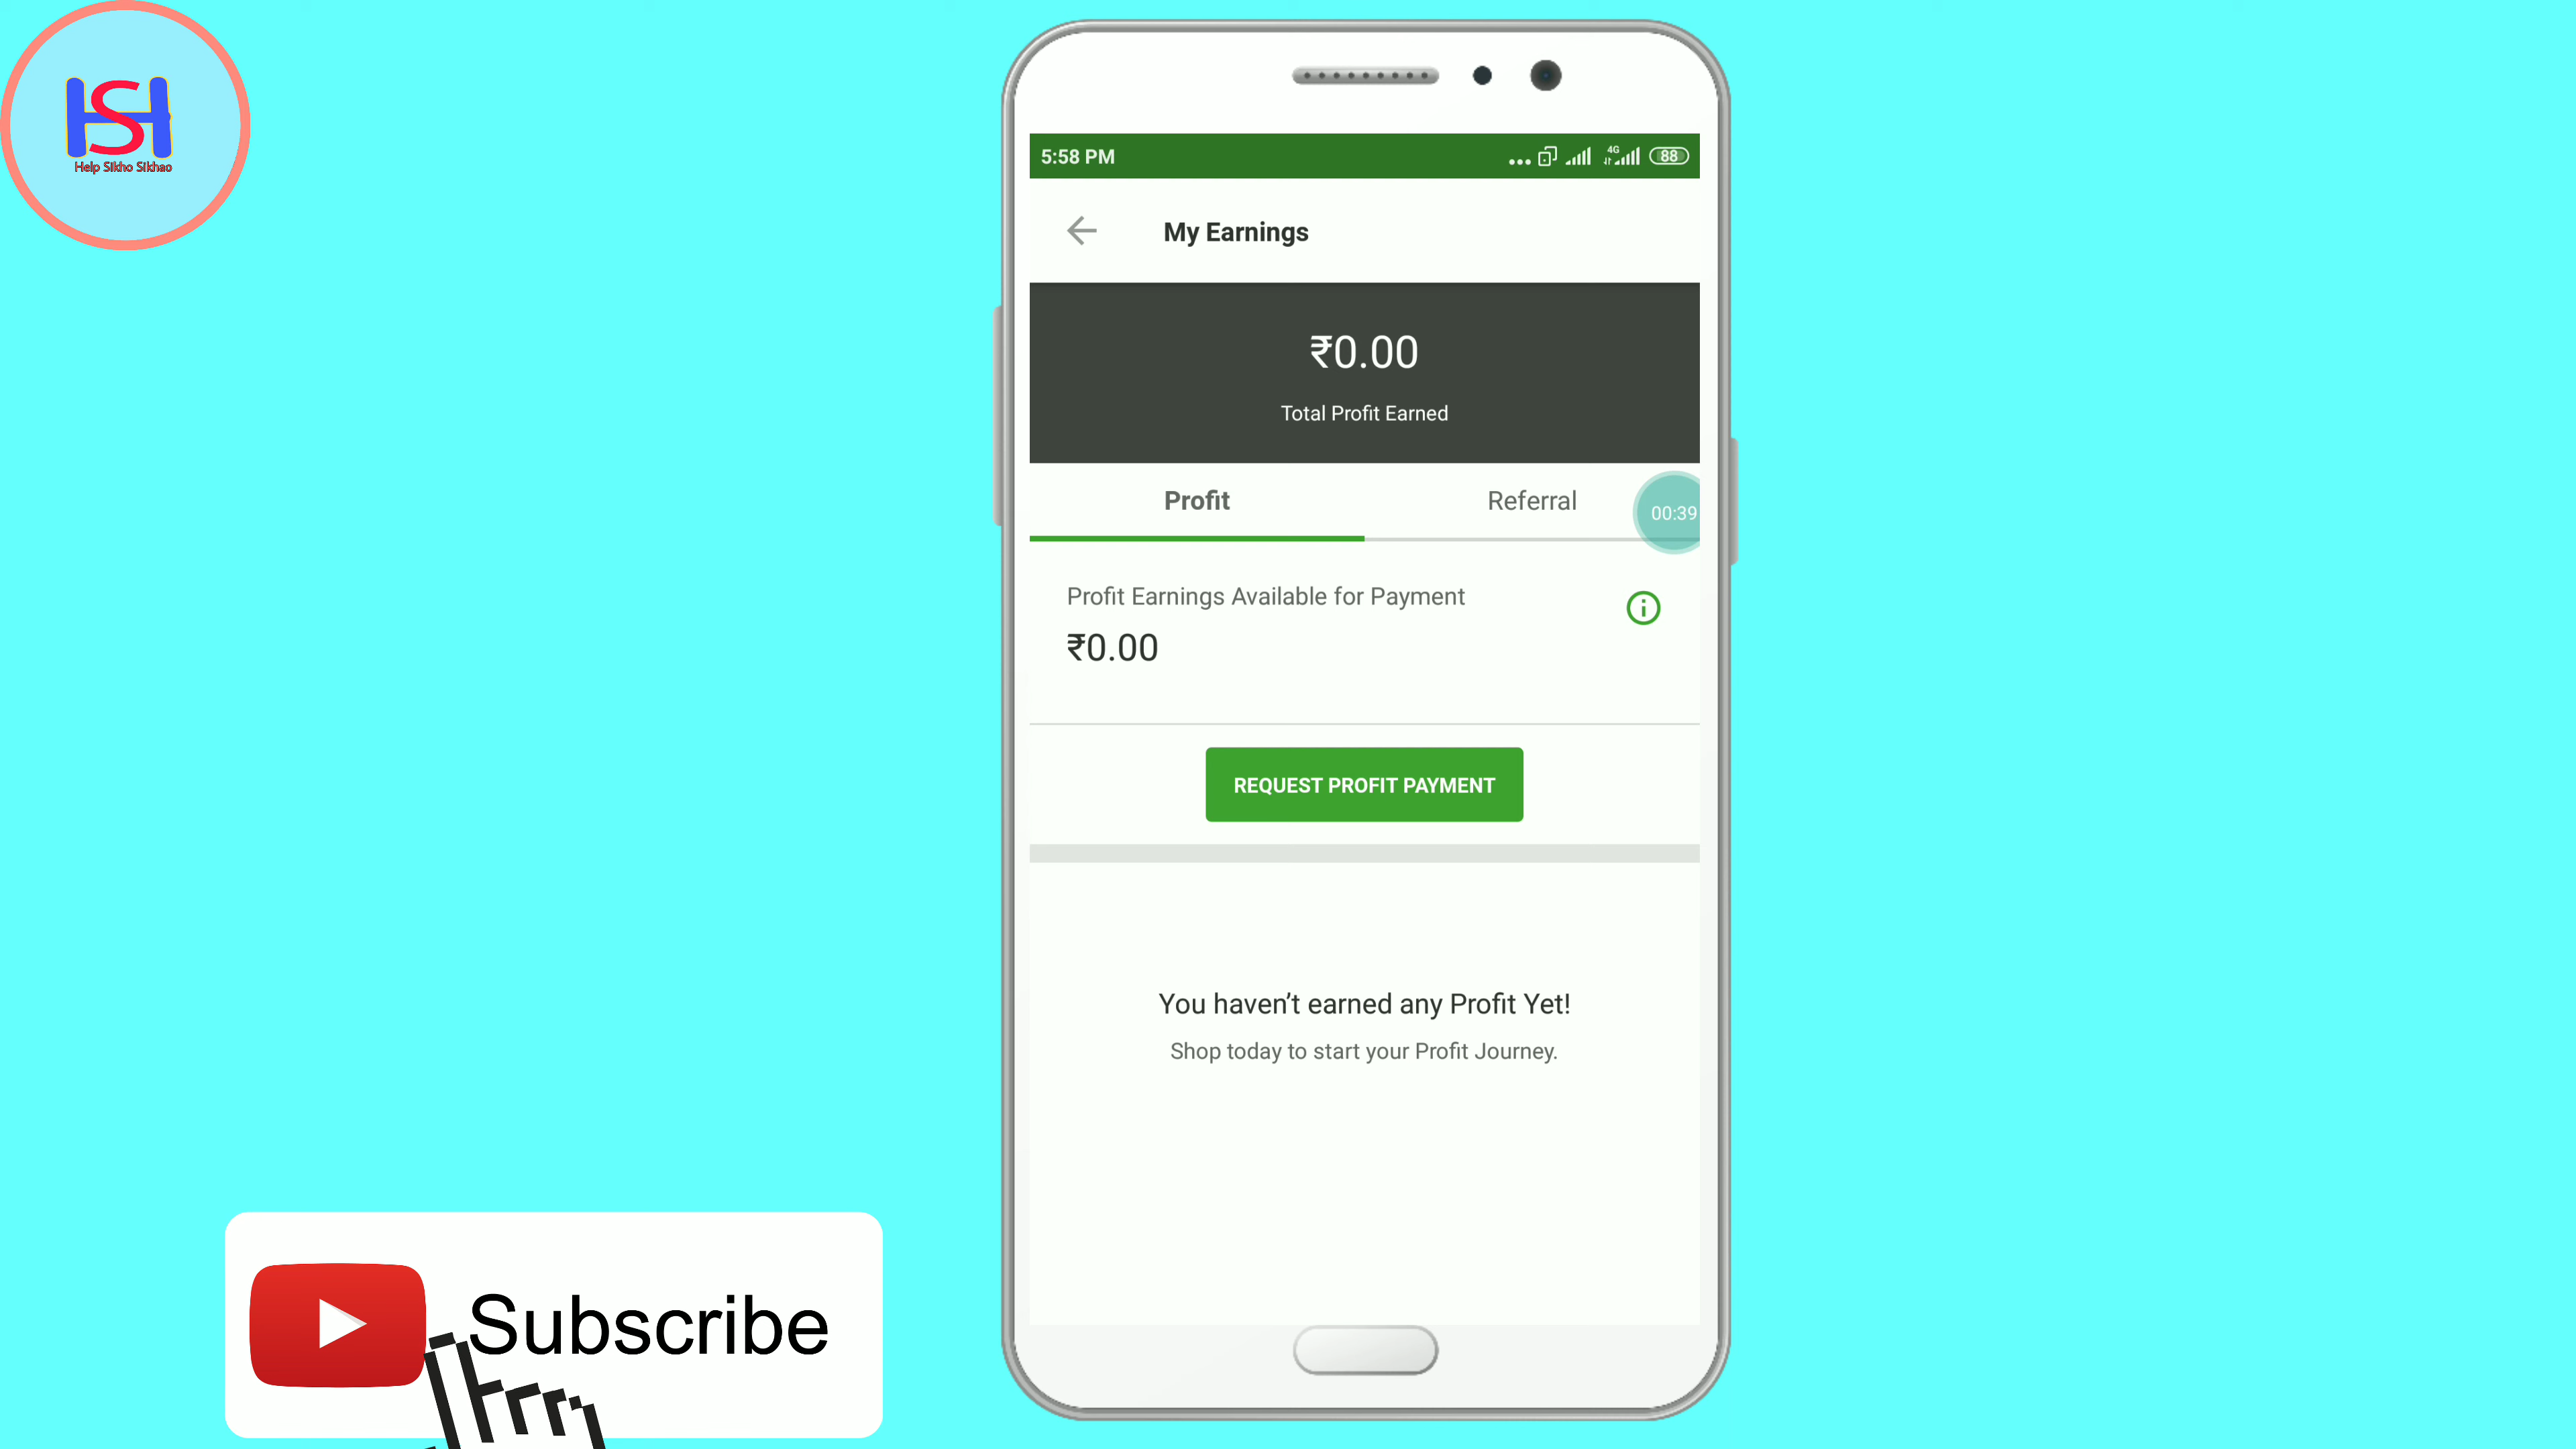 HSH
Help Sikho Sikhao
5:58 PM
4G
88
My Earnings
₹0.00
Total Profit Earned
Profit
Referral
00:39
Profit Earnings Available for Payment
₹0.00
REQUEST PROFIT PAYMENT
You haven’t earned any Profit Yet!
Shop today to start your Profit Journey.
Subscribe